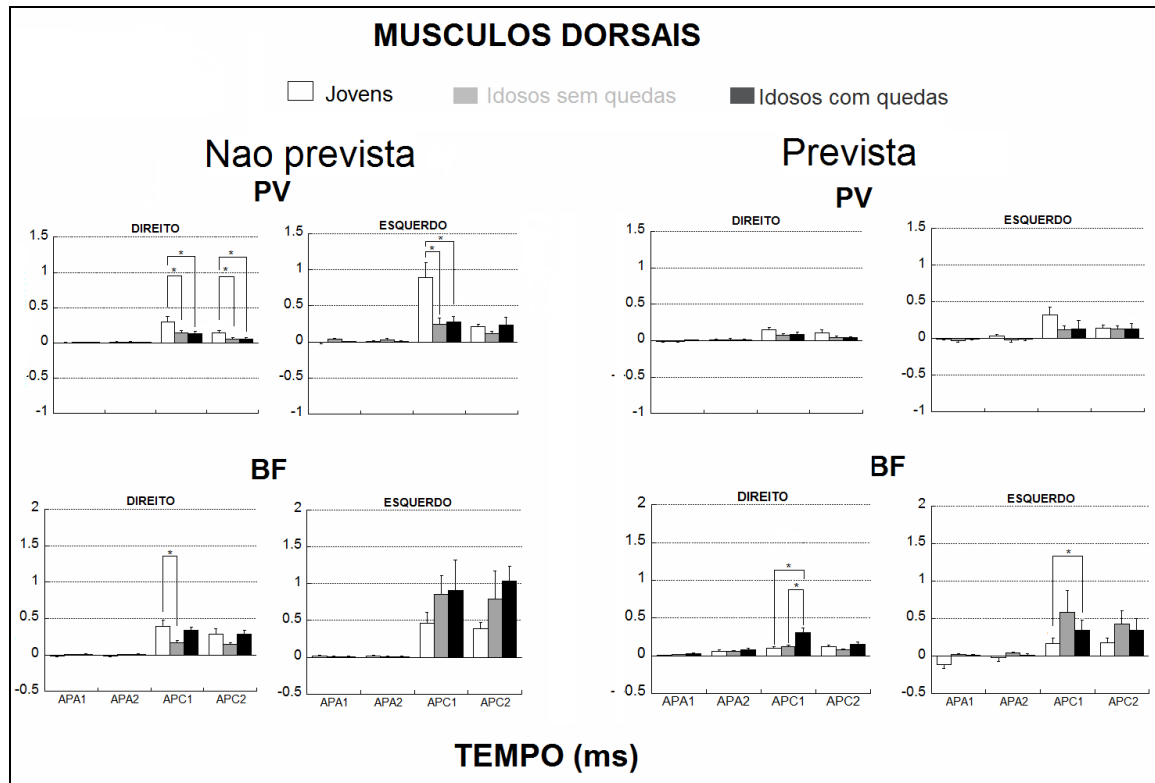 MUSCULOS DORSAIS
Jovens Idosos sem quedas Idosos com quedas
Nao prevista Prevista
PV PV
DIREITO ESQUERDO DIREITO ESQUERDO
1.5 1.5 1.5 1.5
* * * * * *
1 1 1 1
0.5 0.5 0.5 0.5
0 0 0 0
-0.5 -0.5 -0.5 -0.5
-1 -1 -1 -1
BF BF
DIREITO ESQUERDO DIREITO ESQUERDO
2 2 2 2
1.5 1.5 1.5 1.5
* * * *
1 1 1 1
0.5 0.5 0.5 0.5
0 0 0 0
-0.5 -0.5 -0.5 -0.5
APA1 APA2 APC1 APC2 APA1 APA2 APC1 APC2 APA1 APA2 APC1 APC2 APA1 APA2 APC1 APC2
TEMPO (ms)